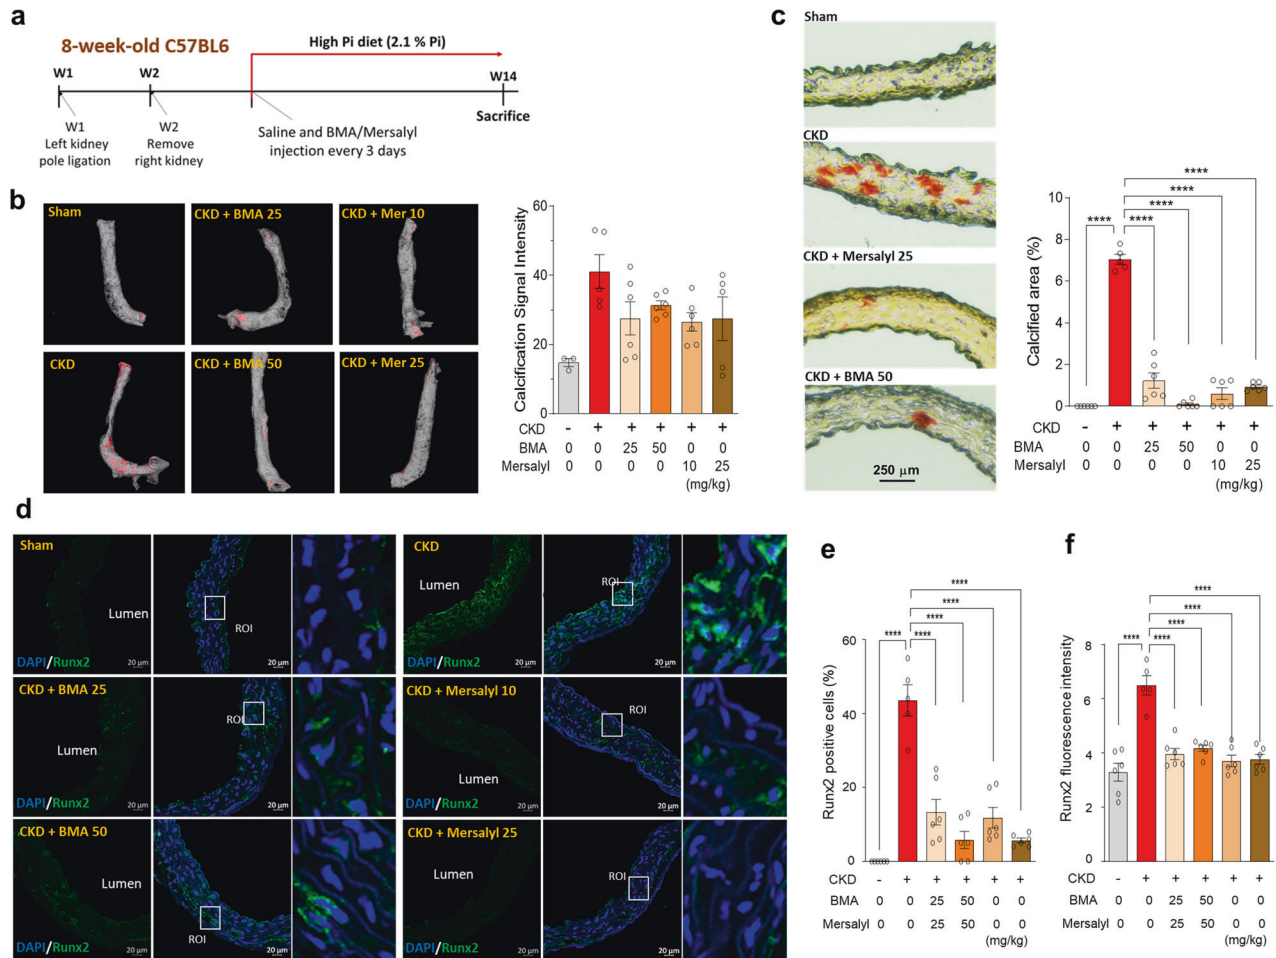 a
8-week-old C57BL6
High Pi diet (2.1 % Pi)
W1
W2
W14
Sacrifice
W1
Left kidney
pole ligation
W2
Remove
right kidney
Saline and BMA/Mersalyl
injection every 3 days
b
Sham
CKD + BMA 25
CKD + Mer 10
CKD
CKD + BMA 50
CKD + Mer 25
Calcification Signal Intensity
60
40
20
0
CKD - + + + + +
BMA 0 0 25 50 0 0
Mersalyl 0 0 0 0 10 25
(mg/kg)
c
Sham
CKD
CKD + Mersalyl 25
CKD + BMA 50
250 μm
Calcified area (%)
10
8
6
4
2
0
****
****
****
****
****
CKD - + + + + +
BMA 0 0 25 50 0 0
Mersalyl 0 0 0 0 10 25
(mg/kg)
d
Sham
Lumen
ROI
DAPI/Runx2
20 μm
20 μm
CKD
Lumen
ROI
DAPI/Runx2
20 μm
20 μm
CKD + BMA 25
Lumen
ROI
DAPI/Runx2
20 μm
20 μm
CKD + Mersalyl 10
Lumen
ROI
DAPI/Runx2
20 μm
20 μm
CKD + BMA 50
Lumen
ROI
DAPI/Runx2
20 μm
20 μm
CKD + Mersalyl 25
Lumen
ROI
DAPI/Runx2
20 μm
20 μm
e
Runx2 positive cells (%)
60
40
20
0
****
****
****
****
****
CKD - + + + + +
BMA 0 0 25 50 0 0
Mersalyl 0 0 25 50 0 0
(mg/kg)
f
Runx2 fluorescence intensity
8
6
4
2
0
****
****
****
****
****
CKD - + + + + +
BMA 0 0 25 50 0 0
Mersalyl 0 0 25 50 0 0
(mg/kg)